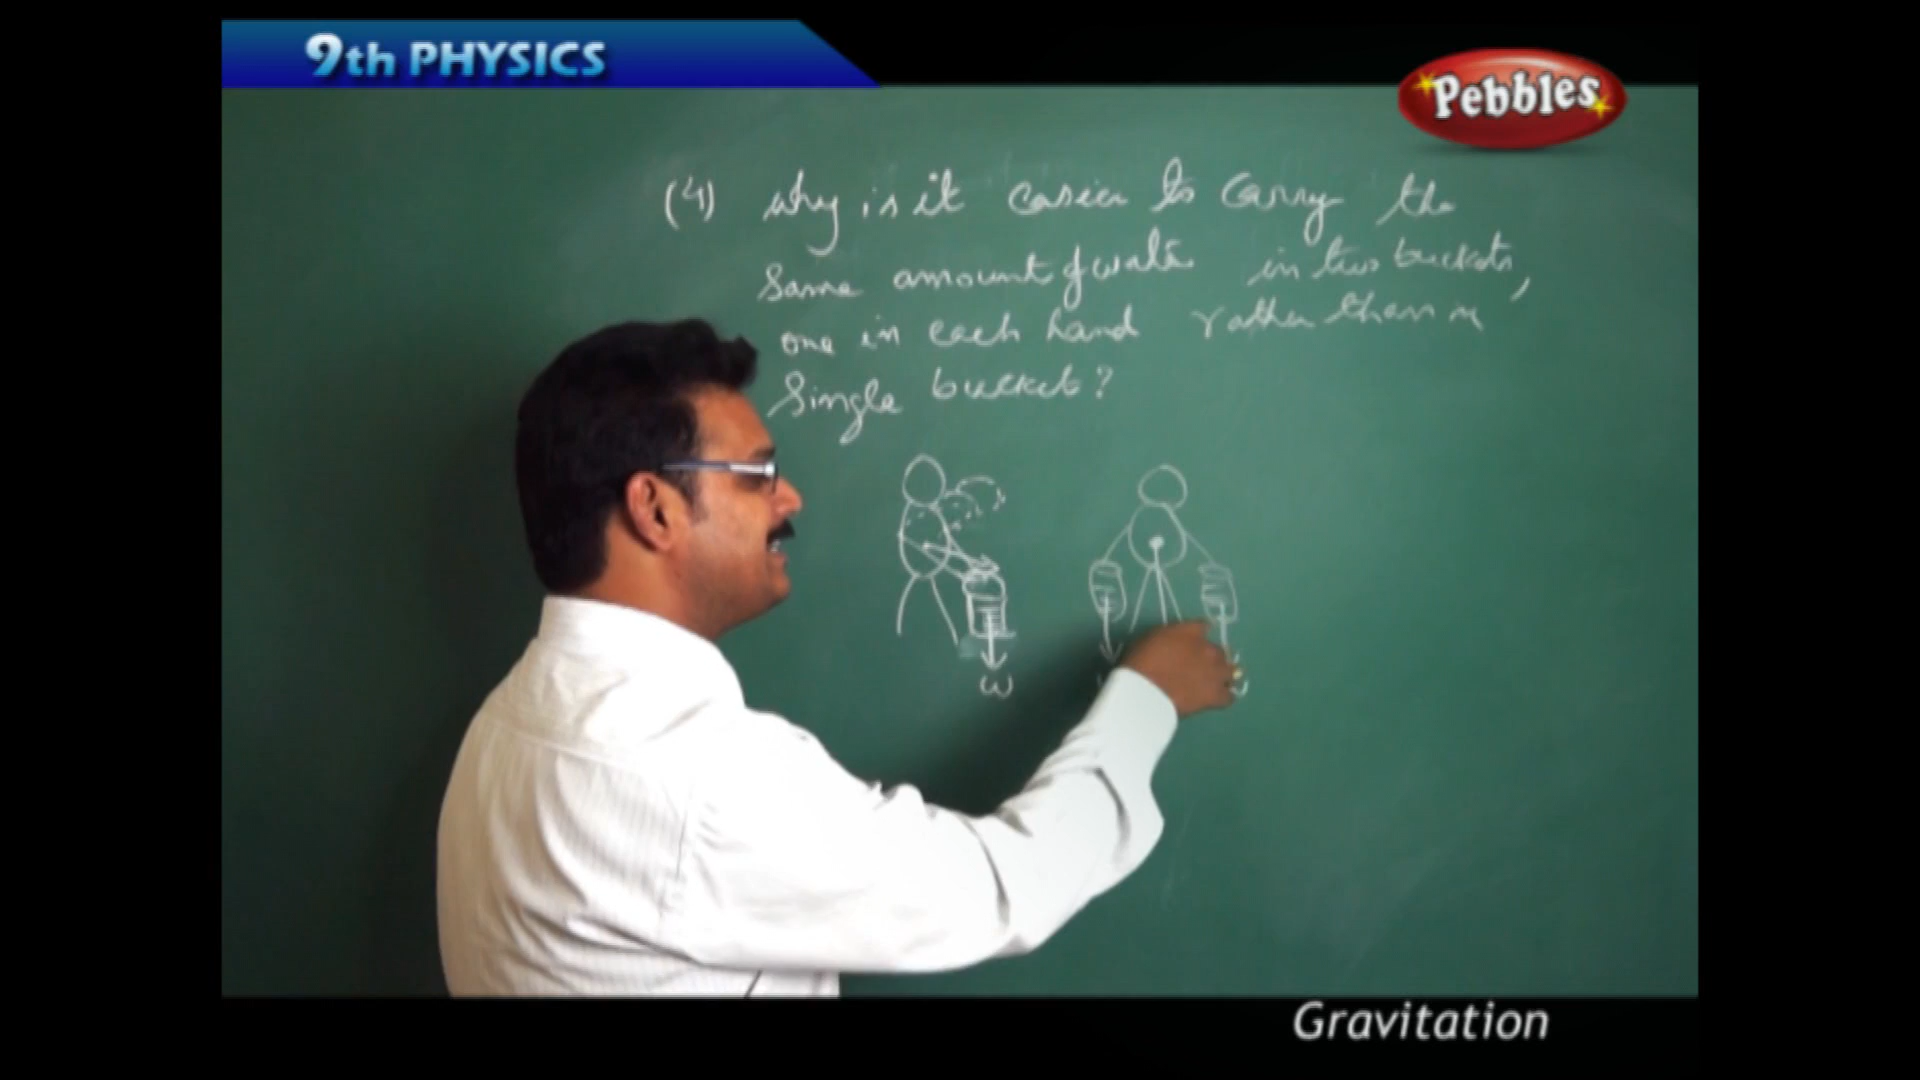 9th PHYSICS
Pebbles
(4) why is it easier to carry the
same amount of water in two buckets,
one in each hand rather than in
single bucket?
W
Gravitation